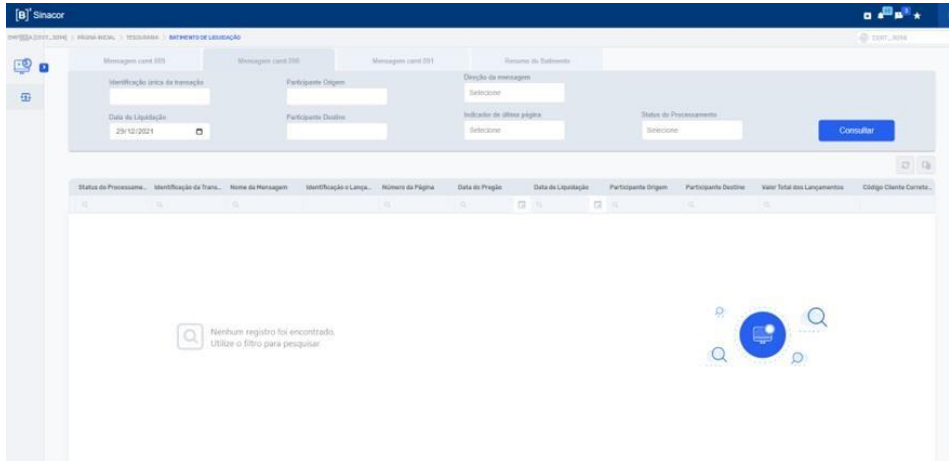 [B]³ Sinacor
PÁGINA INICIAL > TESOURARIA > BATIMENTO DE LIQUIDAÇÃO
Mensagem camt.005 Mensagem camt.006 Mensagem camt.001 Resumo do Batimento
Identificação única da transação Participante Origem Direção da mensagem
Selecione
Data de Liquidação Participante Destino Indicador de última página Status do Processamento
29/12/2021 Selecione Selecione Consultar
Status do Processame... Identificação da Trans... Nome da Mensagem Identificação o Lança... Número da Página Data do Pregão Data de Liquidação Participante Origem Participante Destino Valor Total dos Lançamentos Código Cliente Correto...
Nenhum registro foi encontrado.
Utilize o filtro para pesquisar